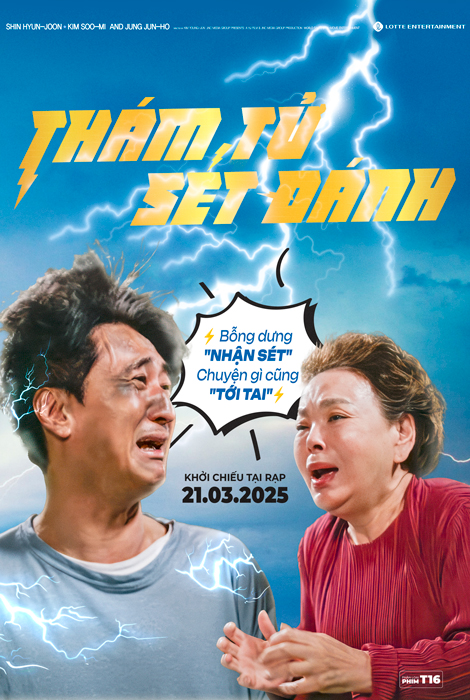 SHIN HYUN-JOON • KIM SOO-MI AND JUNG JUN-HO
LOTTE ENTERTAINMENT
THÁM TỬ
SÉT ĐÁNH
Bỗng dưng
"NHẬN SÉT"
Chuyện gì cũng
"TỚI TAI"
KHỞI CHIẾU TẠI RẠP
21.03.2025
PHIM T16